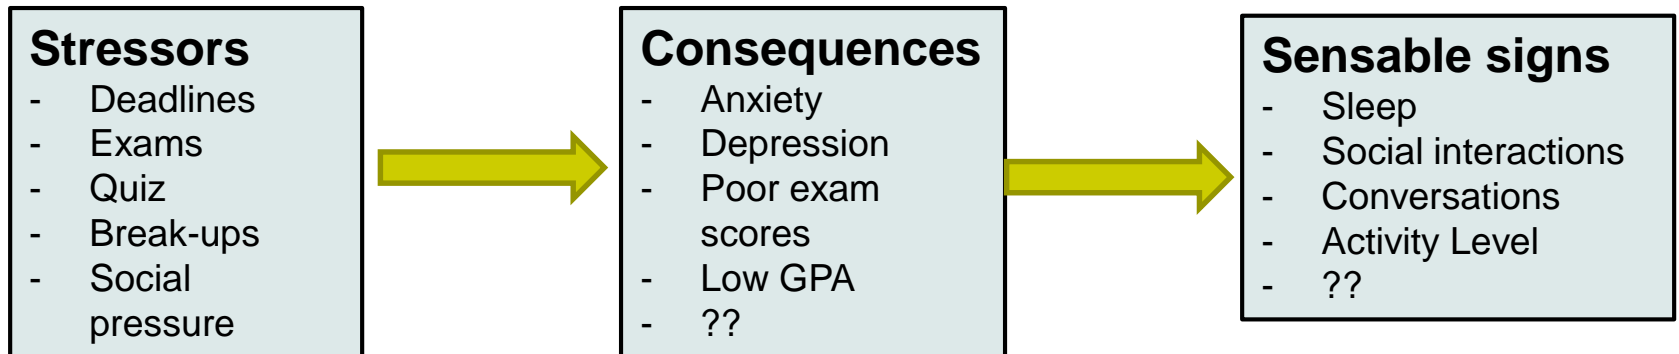 Stressors
- Deadlines
- Exams
- Quiz
- Break-ups
- Social
pressure
Consequences
- Anxiety
- Depression
- Poor exam
scores
- Low GPA
- ??
Sensable signs
- Sleep
- Social interactions
- Conversations
- Activity Level
- ??